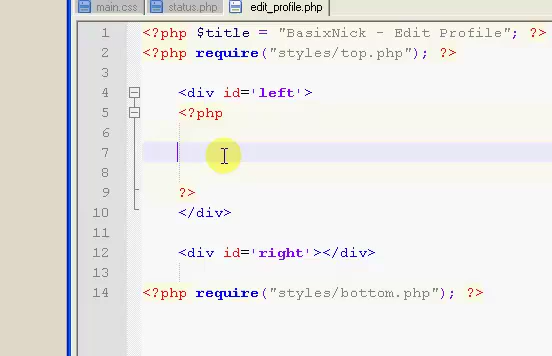 main.css status.php edit_profile.php
1 <?php $title = "BasixNick - Edit Profile"; ?>
2 <?php require("styles/top.php"); ?>
3
4 <div id='left'>
5 <?php
6
7
8
9 ?>
10 </div>
11
12 <div id='right'></div>
13
14 <?php require("styles/bottom.php"); ?>